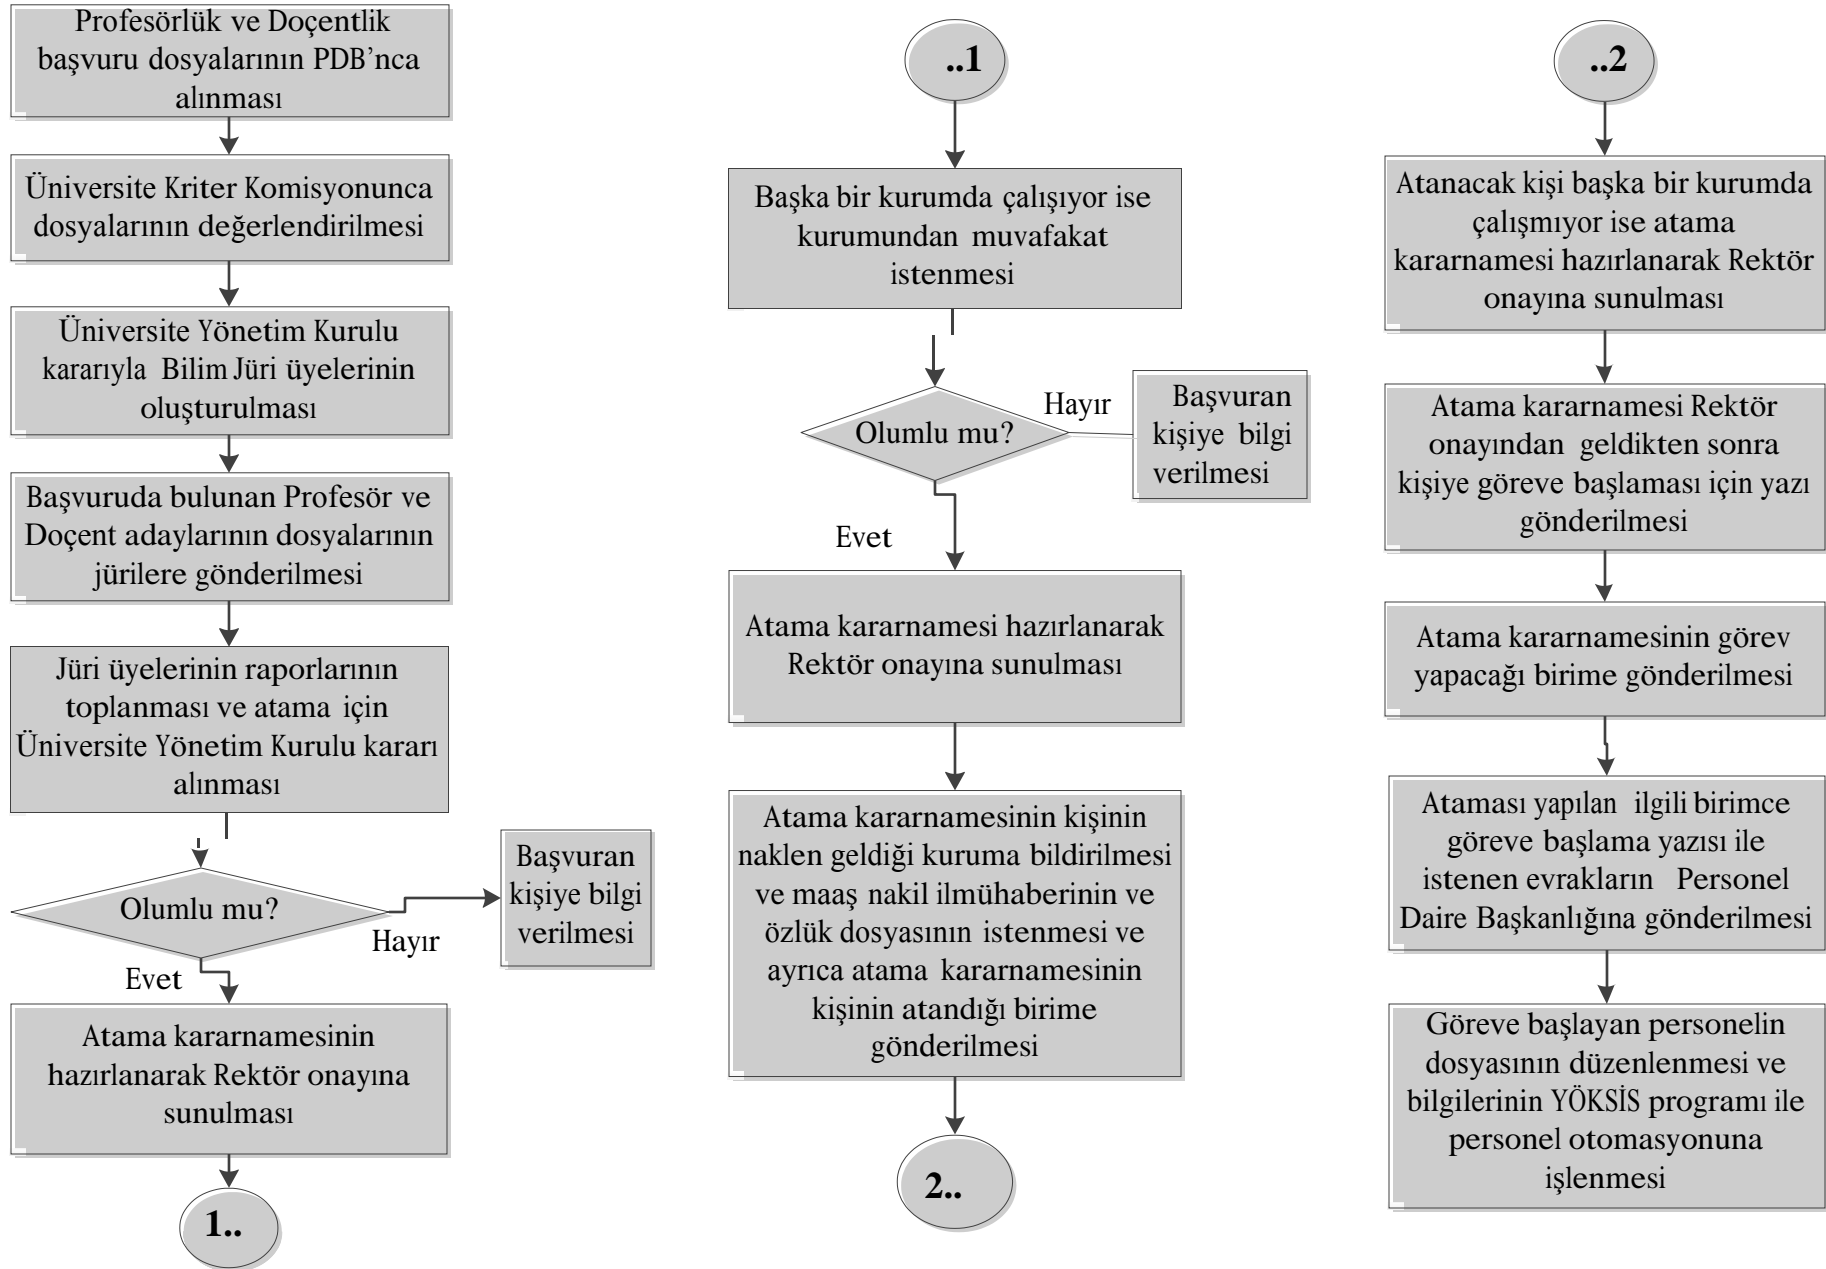 Profesörlük ve Doçentlik
başvuru dosyalarının PDB’nca
alınması
Üniversite Kriter Komisyonunca
dosyalarının değerlendirilmesi
Üniversite Yönetim Kurulu
kararıyla Bilim Jüri üyelerinin
oluşturulması
Başvuruda bulunan Profesör ve
Doçent adaylarının dosyalarının
jürilere gönderilmesi
Jüri üyelerinin raporlarının
toplanması ve atama için
Üniversite Yönetim Kurulu kararı
alınması
Olumlu mu?
Hayır
Başvuran
kişiye bilgi
verilmesi
Evet
Atama kararnamesinin
hazırlanarak Rektör onayına
sunulması
1..
..1
Başka bir kurumda çalışıyor ise
kurumundan muvafakat
istenmesi
Olumlu mu?
Hayır
Başvuran
kişiye bilgi
verilmesi
Evet
Atama kararnamesi hazırlanarak
Rektör onayına sunulması
Atama kararnamesinin kişinin
naklen geldiği kuruma bildirilmesi
ve maaş nakil ilmühaberinin ve
özlük dosyasının istenmesi ve
ayrıca atama kararnamesinin
kişinin atandığı birime
gönderilmesi
2..
..2
Atanacak kişi başka bir kurumda
çalışmıyor ise atama
kararnamesi hazırlanarak Rektör
onayına sunulması
Atama kararnamesi Rektör
onayından geldikten sonra
kişiye göreve başlaması için yazı
gönderilmesi
Atama kararnamesinin görev
yapacağı birime gönderilmesi
Ataması yapılan ilgili birimce
göreve başlama yazısı ile
istenen evrakların Personel
Daire Başkanlığına gönderilmesi
Göreve başlayan personelin
dosyasının düzenlenmesi ve
bilgilerinin YÖKSİS programı ile
personel otomasyonuna
işlenmesi